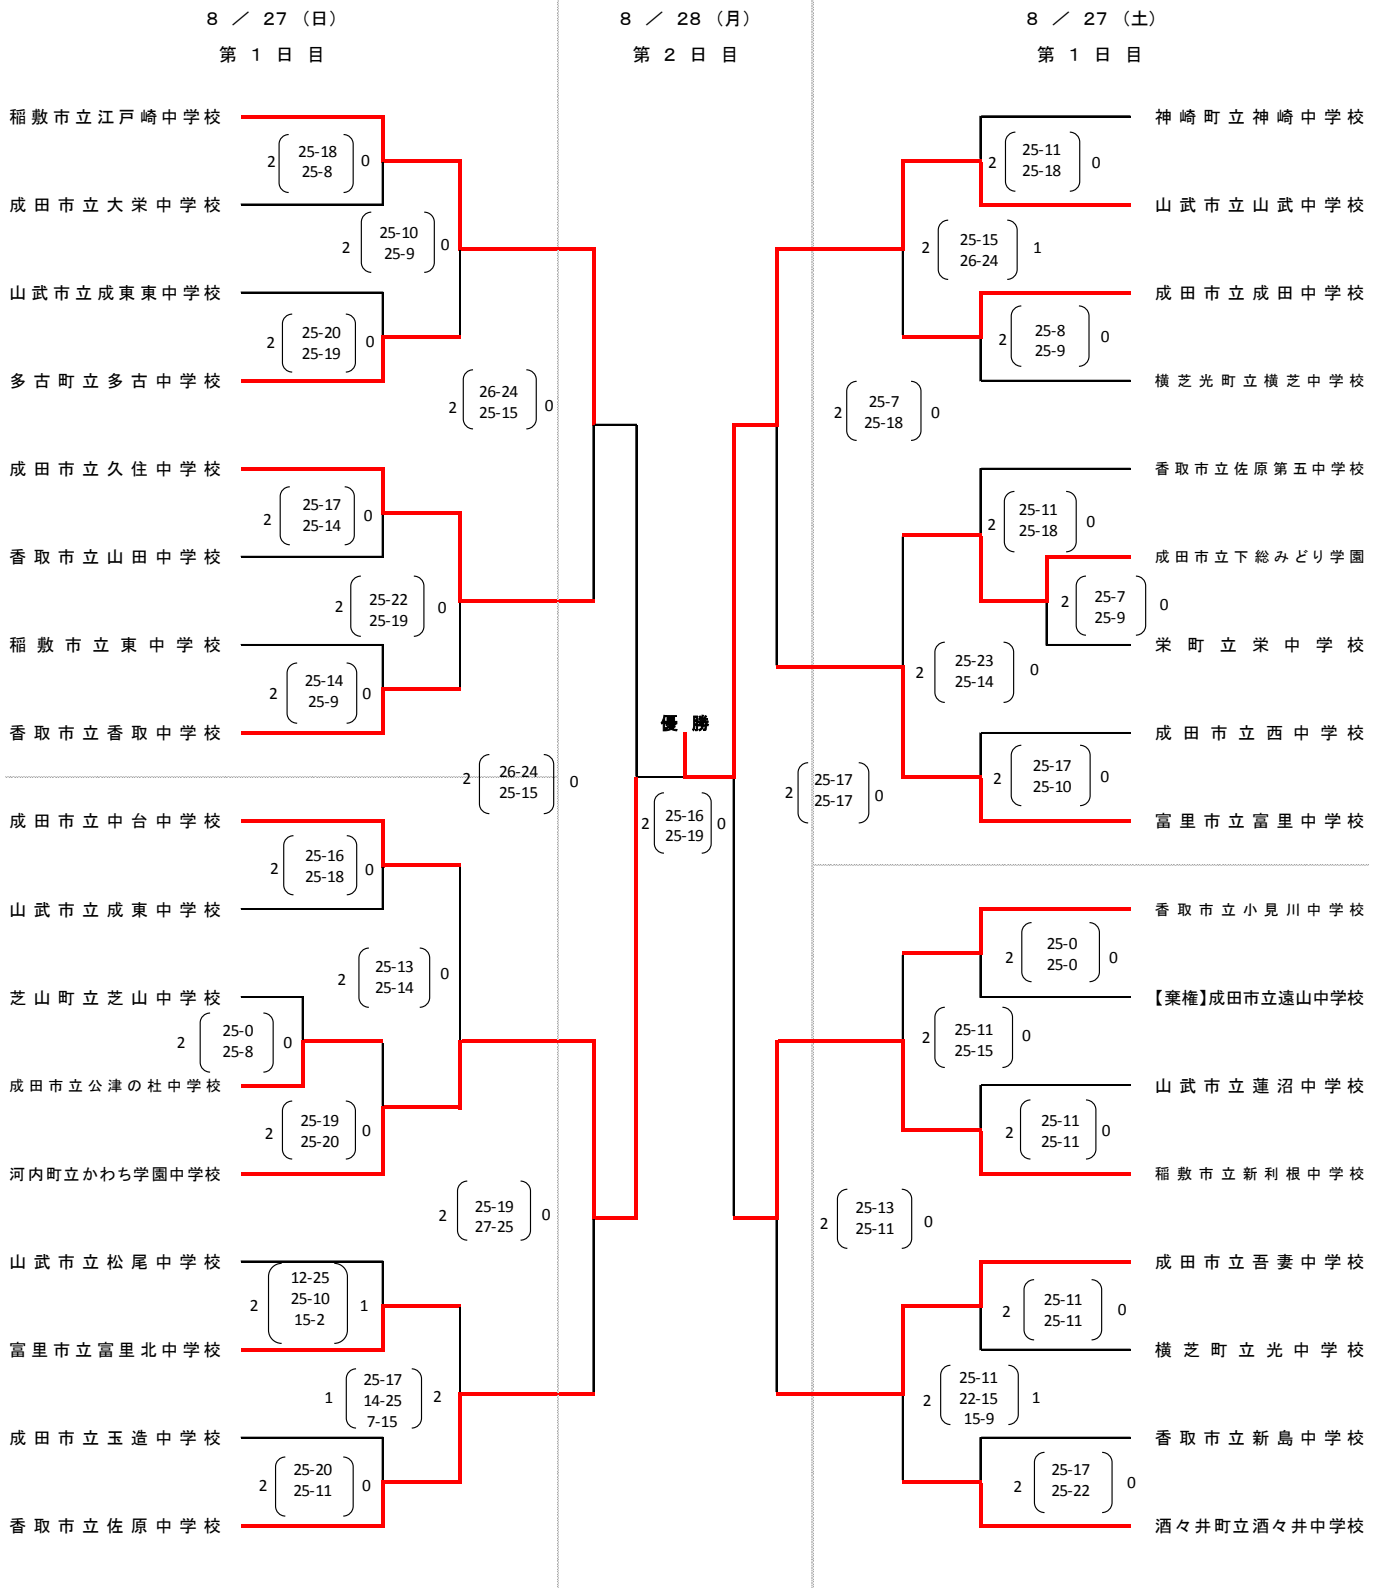 8 ／ 27 (日)
第 1 日 目
8 ／ 28 (月)
第 2 日 目
8 ／ 27 (土)
第 1 日 目
稲敷市立江戸崎中学校
2 25-18 0
25-8
成田市立大栄中学校
2 25-10 0
25-9
山武市立成東東中学校
2 25-20 0
25-19
多古町立多古中学校
2 26-24 0
25-15
成田市立久住中学校
2 25-17 0
25-14
香取市立山田中学校
2 25-22 0
25-19
稲敷市立東中学校
2 25-14 0
25-9
香取市立香取中学校
2 26-24 0
25-15
成田市立中台中学校
2 25-16 0
25-18
山武市立成東中学校
2 25-13 0
25-14
芝山町立芝山中学校
2 25-0 0
25-8
成田市立公津の杜中学校
2 25-19 0
25-20
河内町立かわち学園中学校
2 25-19 0
27-25
山武市立松尾中学校
12-25
2 25-10 1
15-2
富里市立富里北中学校
25-17
1 14-25 2
7-15
成田市立玉造中学校
2 25-20 0
25-11
香取市立佐原中学校
優 勝
2 25-16 0
25-19
神崎町立神崎中学校
2 25-11 0
25-18
山武市立山武中学校
2 25-15 1
26-24
成田市立成田中学校
2 25-8 0
25-9
横芝光町立横芝中学校
2 25-7 0
25-18
香取市立佐原第五中学校
2 25-11 0
25-18
成田市立下総みどり学園
2 25-7 0
25-9
栄町立栄中学校
2 25-23 0
25-14
成田市立西中学校
2 25-17 0
25-10
富里市立富里中学校
2 25-17 0
25-17
香取市立小見川中学校
2 25-0 0
25-0
【棄権】成田市立遠山中学校
2 25-11 0
25-15
山武市立蓮沼中学校
2 25-11 0
25-11
稲敷市立新利根中学校
2 25-13 0
25-11
成田市立吾妻中学校
2 25-11 0
25-11
横芝町立光中学校
25-11
2 22-15 1
15-9
香取市立新島中学校
2 25-17 0
25-22
酒々井町立酒々井中学校